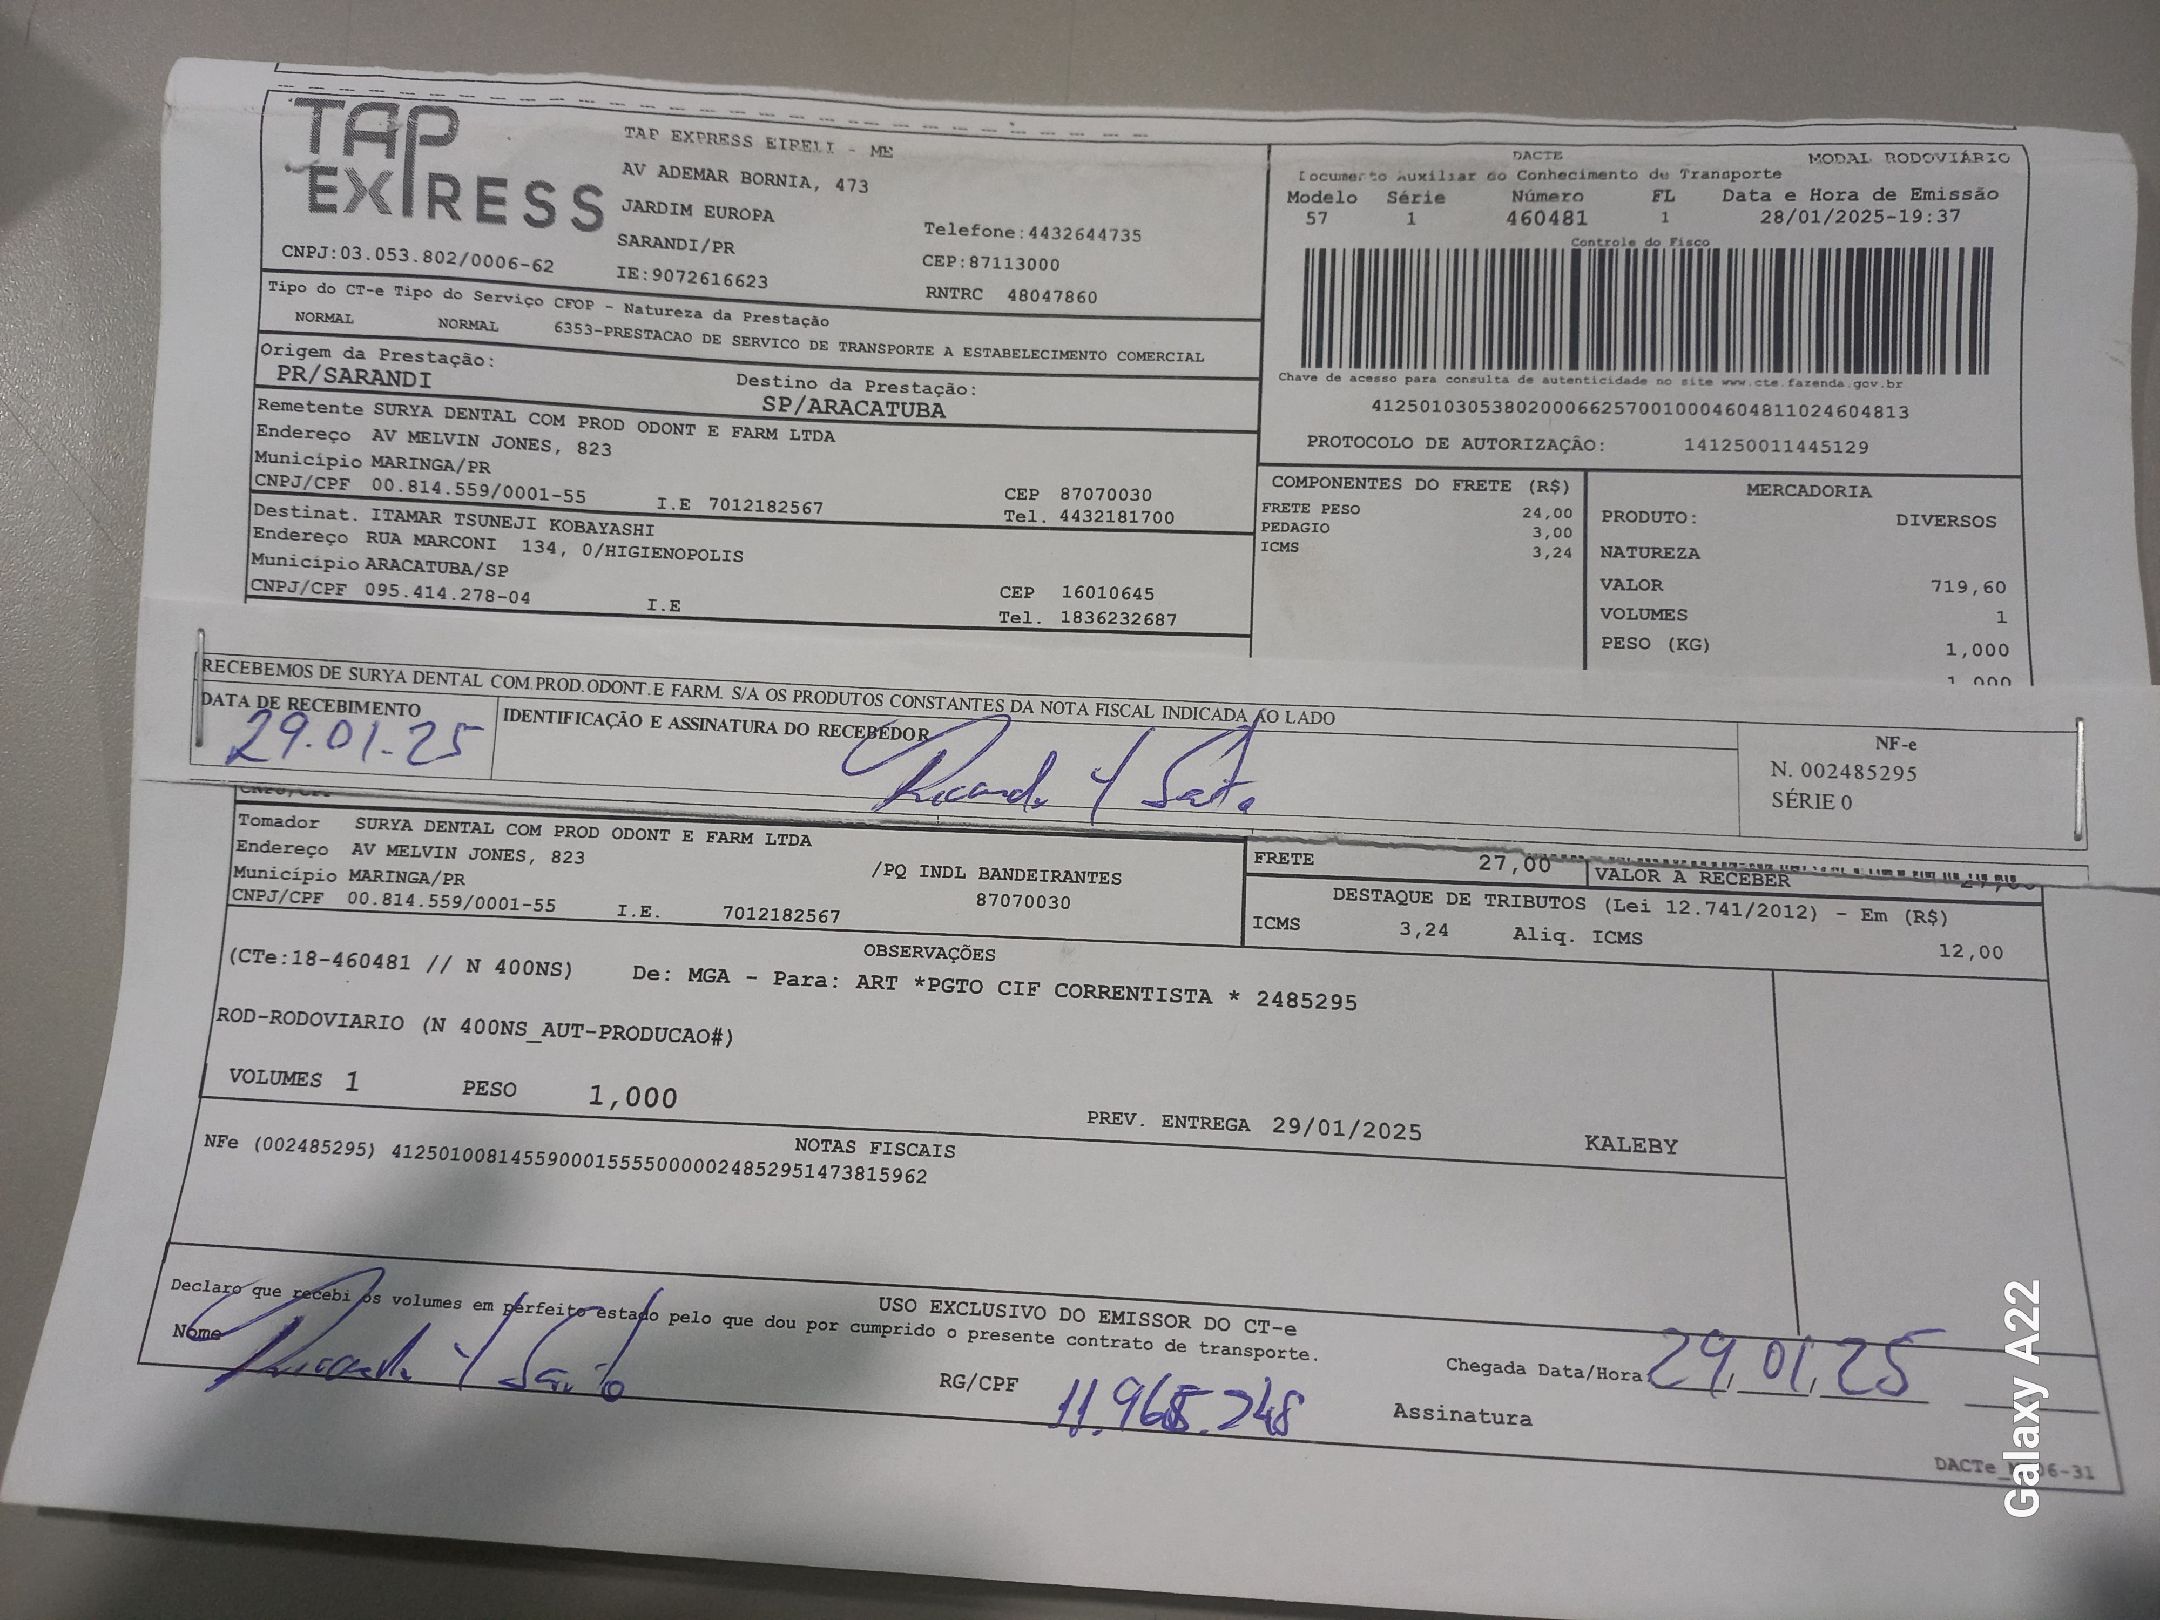 TAP
EXPRESS
CNPJ:03.053.802/0006-62
TAP EXPRESS EIRELI - ME
AV ADEMAR BORNIA, 473
JARDIM EUROPA
SARANDI/PR
IE:9072616623
Telefone:4432644735
CEP:87113000
RNTRC 48047860
DACTE MODAL RODOVIÁRIO
Documento Auxiliar do Conhecimento de Transporte
Modelo Série Número FL Data e Hora de Emissão
57 1 460481 1 28/01/2025-19:37
Controle do Fisco
Chave de acesso para consulta de autenticidade no site www.cte.fazenda.gov.br
41250103053802000662570010004604811024604813
PROTOCOLO DE AUTORIZAÇÃO: 141250011445129
Tipo do CT-e Tipo do Serviço CFOP - Natureza da Prestação
NORMAL NORMAL 6353-PRESTACAO DE SERVICO DE TRANSPORTE A ESTABELECIMENTO COMERCIAL
Origem da Prestação: Destino da Prestação:
PR/SARANDI SP/ARACATUBA
Remetente SURYA DENTAL COM PROD ODONT E FARM LTDA
Endereço AV MELVIN JONES, 823
Município MARINGA/PR CEP 87070030
CNPJ/CPF 00.814.559/0001-55 I.E 7012182567 Tel. 4432181700
Destinat. ITAMAR TSUNEJI KOBAYASHI
Endereço RUA MARCONI 134, 0/HIGIENOPOLIS
Município ARACATUBA/SP CEP 16010645
CNPJ/CPF 095.414.278-04 I.E Tel. 1836232687
COMPONENTES DO FRETE (R$)
FRETE PESO 24,00
PEDAGIO 3,00
ICMS 3,24
MERCADORIA
PRODUTO: DIVERSOS
NATUREZA
VALOR 719,60
VOLUMES 1
PESO (KG) 1,000
1,000
RECEBEMOS DE SURYA DENTAL COM.PROD.ODONT.E FARM. S/A OS PRODUTOS CONSTANTES DA NOTA FISCAL INDICADA AO LADO
DATA DE RECEBIMENTO IDENTIFICAÇÃO E ASSINATURA DO RECEBEDOR
29.01.25
Ricardo Y
NF-e
N. 002485295
SÉRIE 0
CNPJ/CPF
Tomador SURYA DENTAL COM PROD ODONT E FARM LTDA
Endereço AV MELVIN JONES, 823 /PQ INDL BANDEIRANTES
Município MARINGA/PR 87070030
CNPJ/CPF 00.814.559/0001-55 I.E. 7012182567
FRETE 27,00 VALOR A RECEBER
DESTAQUE DE TRIBUTOS (Lei 12.741/2012) - Em (R$)
ICMS 3,24 Aliq. ICMS 12,00
OBSERVAÇÕES
(CTe:18-460481 // N 400NS) De: MGA - Para: ART *PGTO CIF CORRENTISTA * 2485295
ROD-RODOVIARIO (N 400NS_AUT-PRODUCAO#)
VOLUMES 1 PESO 1,000 PREV. ENTREGA 29/01/2025 KALEBY
NOTAS FISCAIS
NFe (002485295) 41250100814559000155550000024852951473815962
USO EXCLUSIVO DO EMISSOR DO CT-e
Declaro que recebi os volumes em perfeito estado pelo que dou por cumprido o presente contrato de transporte.
Nome Ricardo Y RG/CPF 11.968.248
Chegada Data/Hora 29,01,25
Assinatura
Galaxy A22